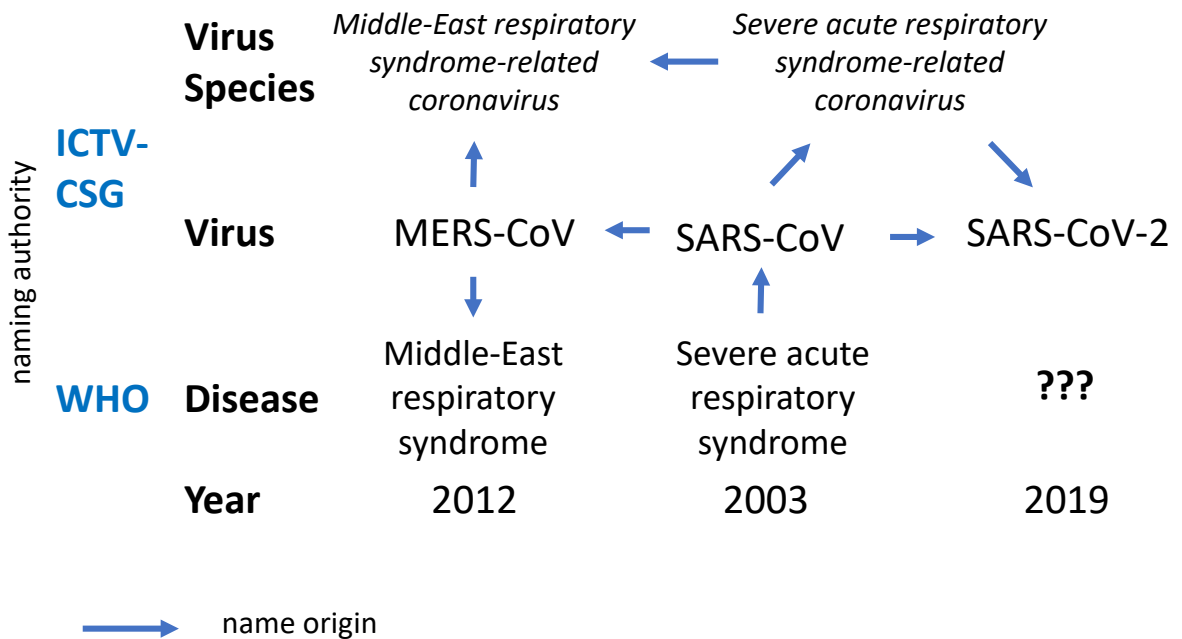 Virus
Species
Middle-East respiratory
syndrome-related
coronavirus
Severe acute respiratory
syndrome-related
coronavirus
naming authority
ICTV-
CSG
Virus
MERS-CoV
SARS-CoV
SARS-CoV-2
WHO
Disease
Middle-East
respiratory
syndrome
Severe acute
respiratory
syndrome
???
Year
2012
2003
2019
name origin